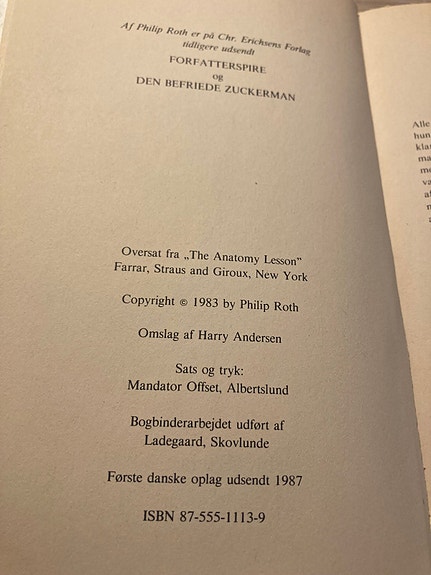 Af Philip Roth er på Chr. Erichsens Forlag
tidligere udsendt
FORFATTERSPIRE
og
DEN BEFRIEDE ZUCKERMAN
Oversat fra „The Anatomy Lesson”
Farrar, Straus and Giroux, New York
Copyright © 1983 by Philip Roth
Omslag af Harry Andersen
Sats og tryk:
Mandator Offset, Albertslund
Bogbinderarbejdet udført af
Ladegaard, Skovlunde
Første danske oplag udsendt 1987
ISBN 87-555-1113-9
Alle
hun